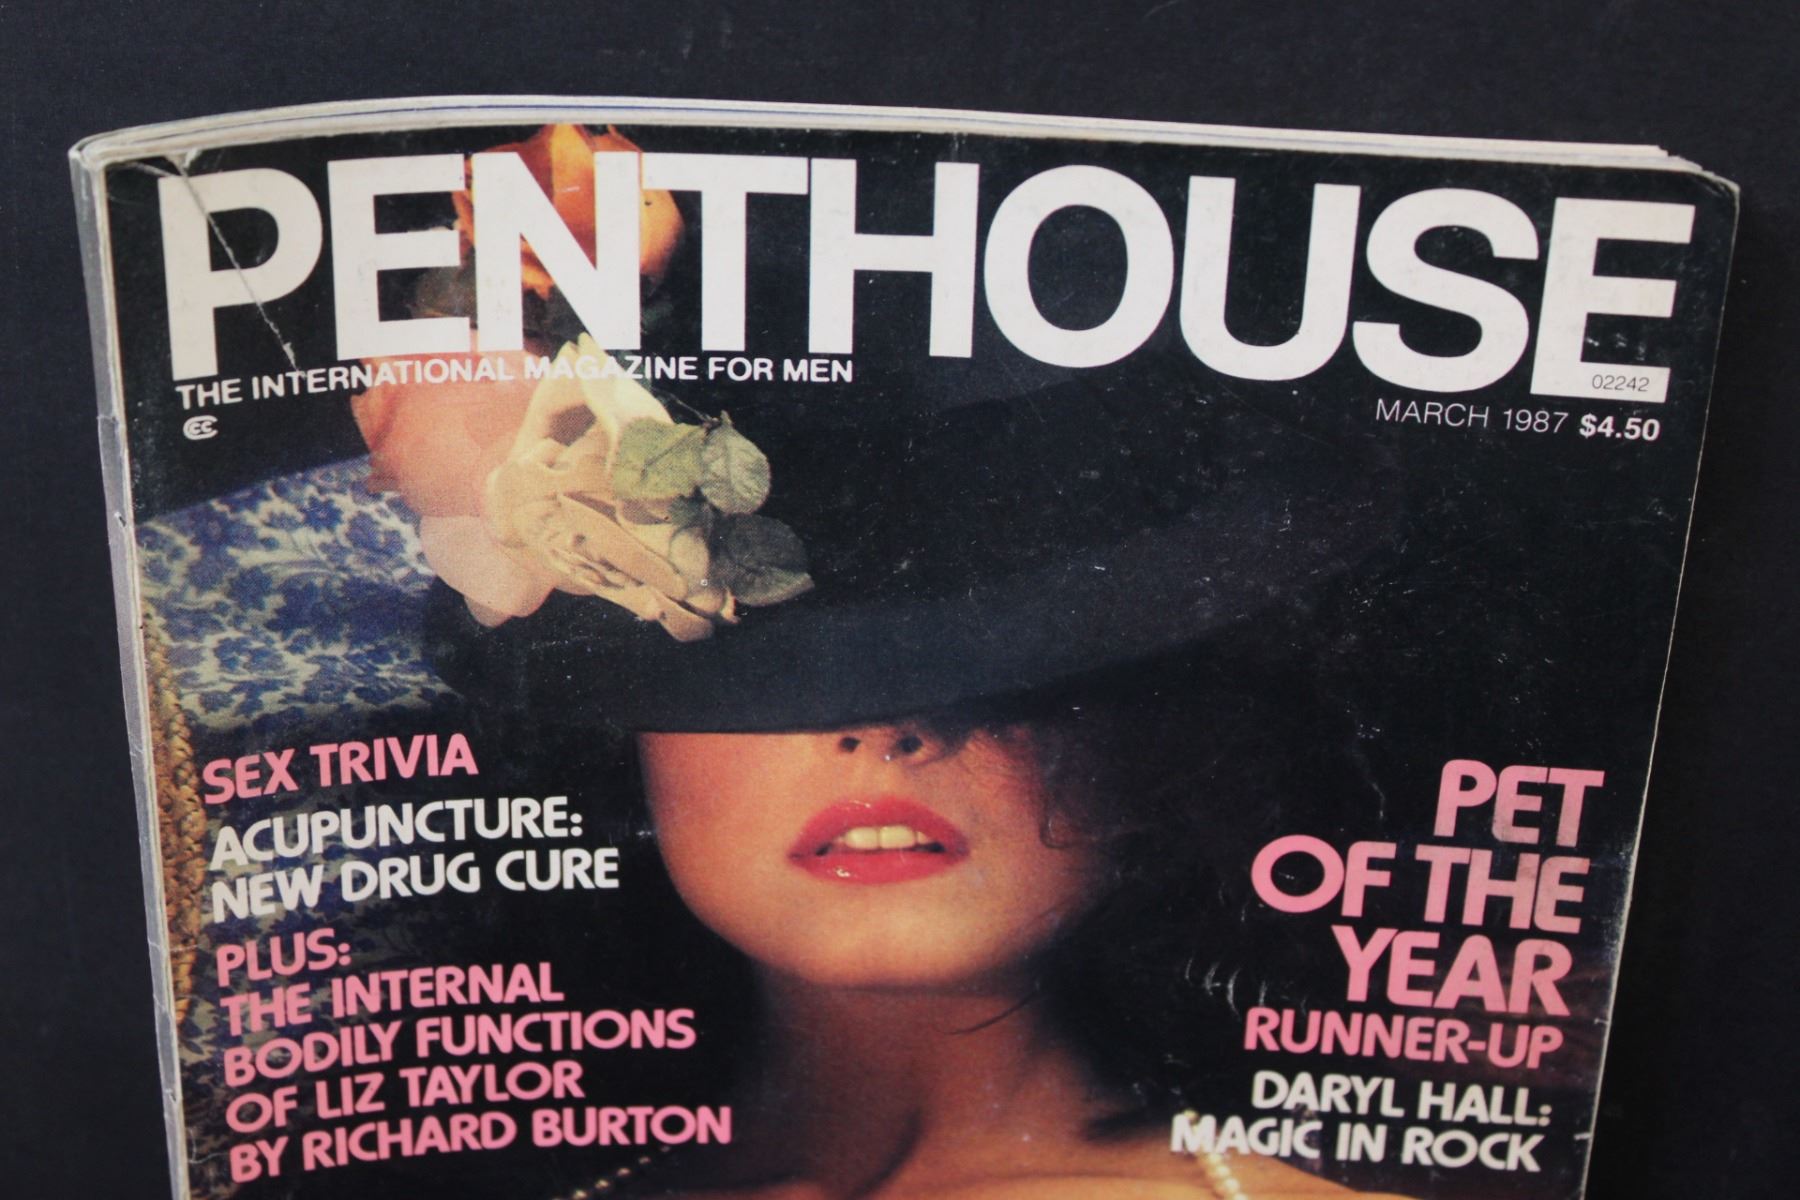 PENTHOUSE
THE INTERNATIONAL MAGAZINE FOR MEN
02242
MARCH 1987 $4.50
SEX TRIVIA
ACUPUNCTURE:
NEW DRUG CURE
PLUS:
THE INTERNAL
BODILY FUNCTIONS
OF LIZ TAYLOR
BY RICHARD BURTON
PET
OF THE
YEAR
RUNNER-UP
DARYL HALL:
MAGIC IN ROCK